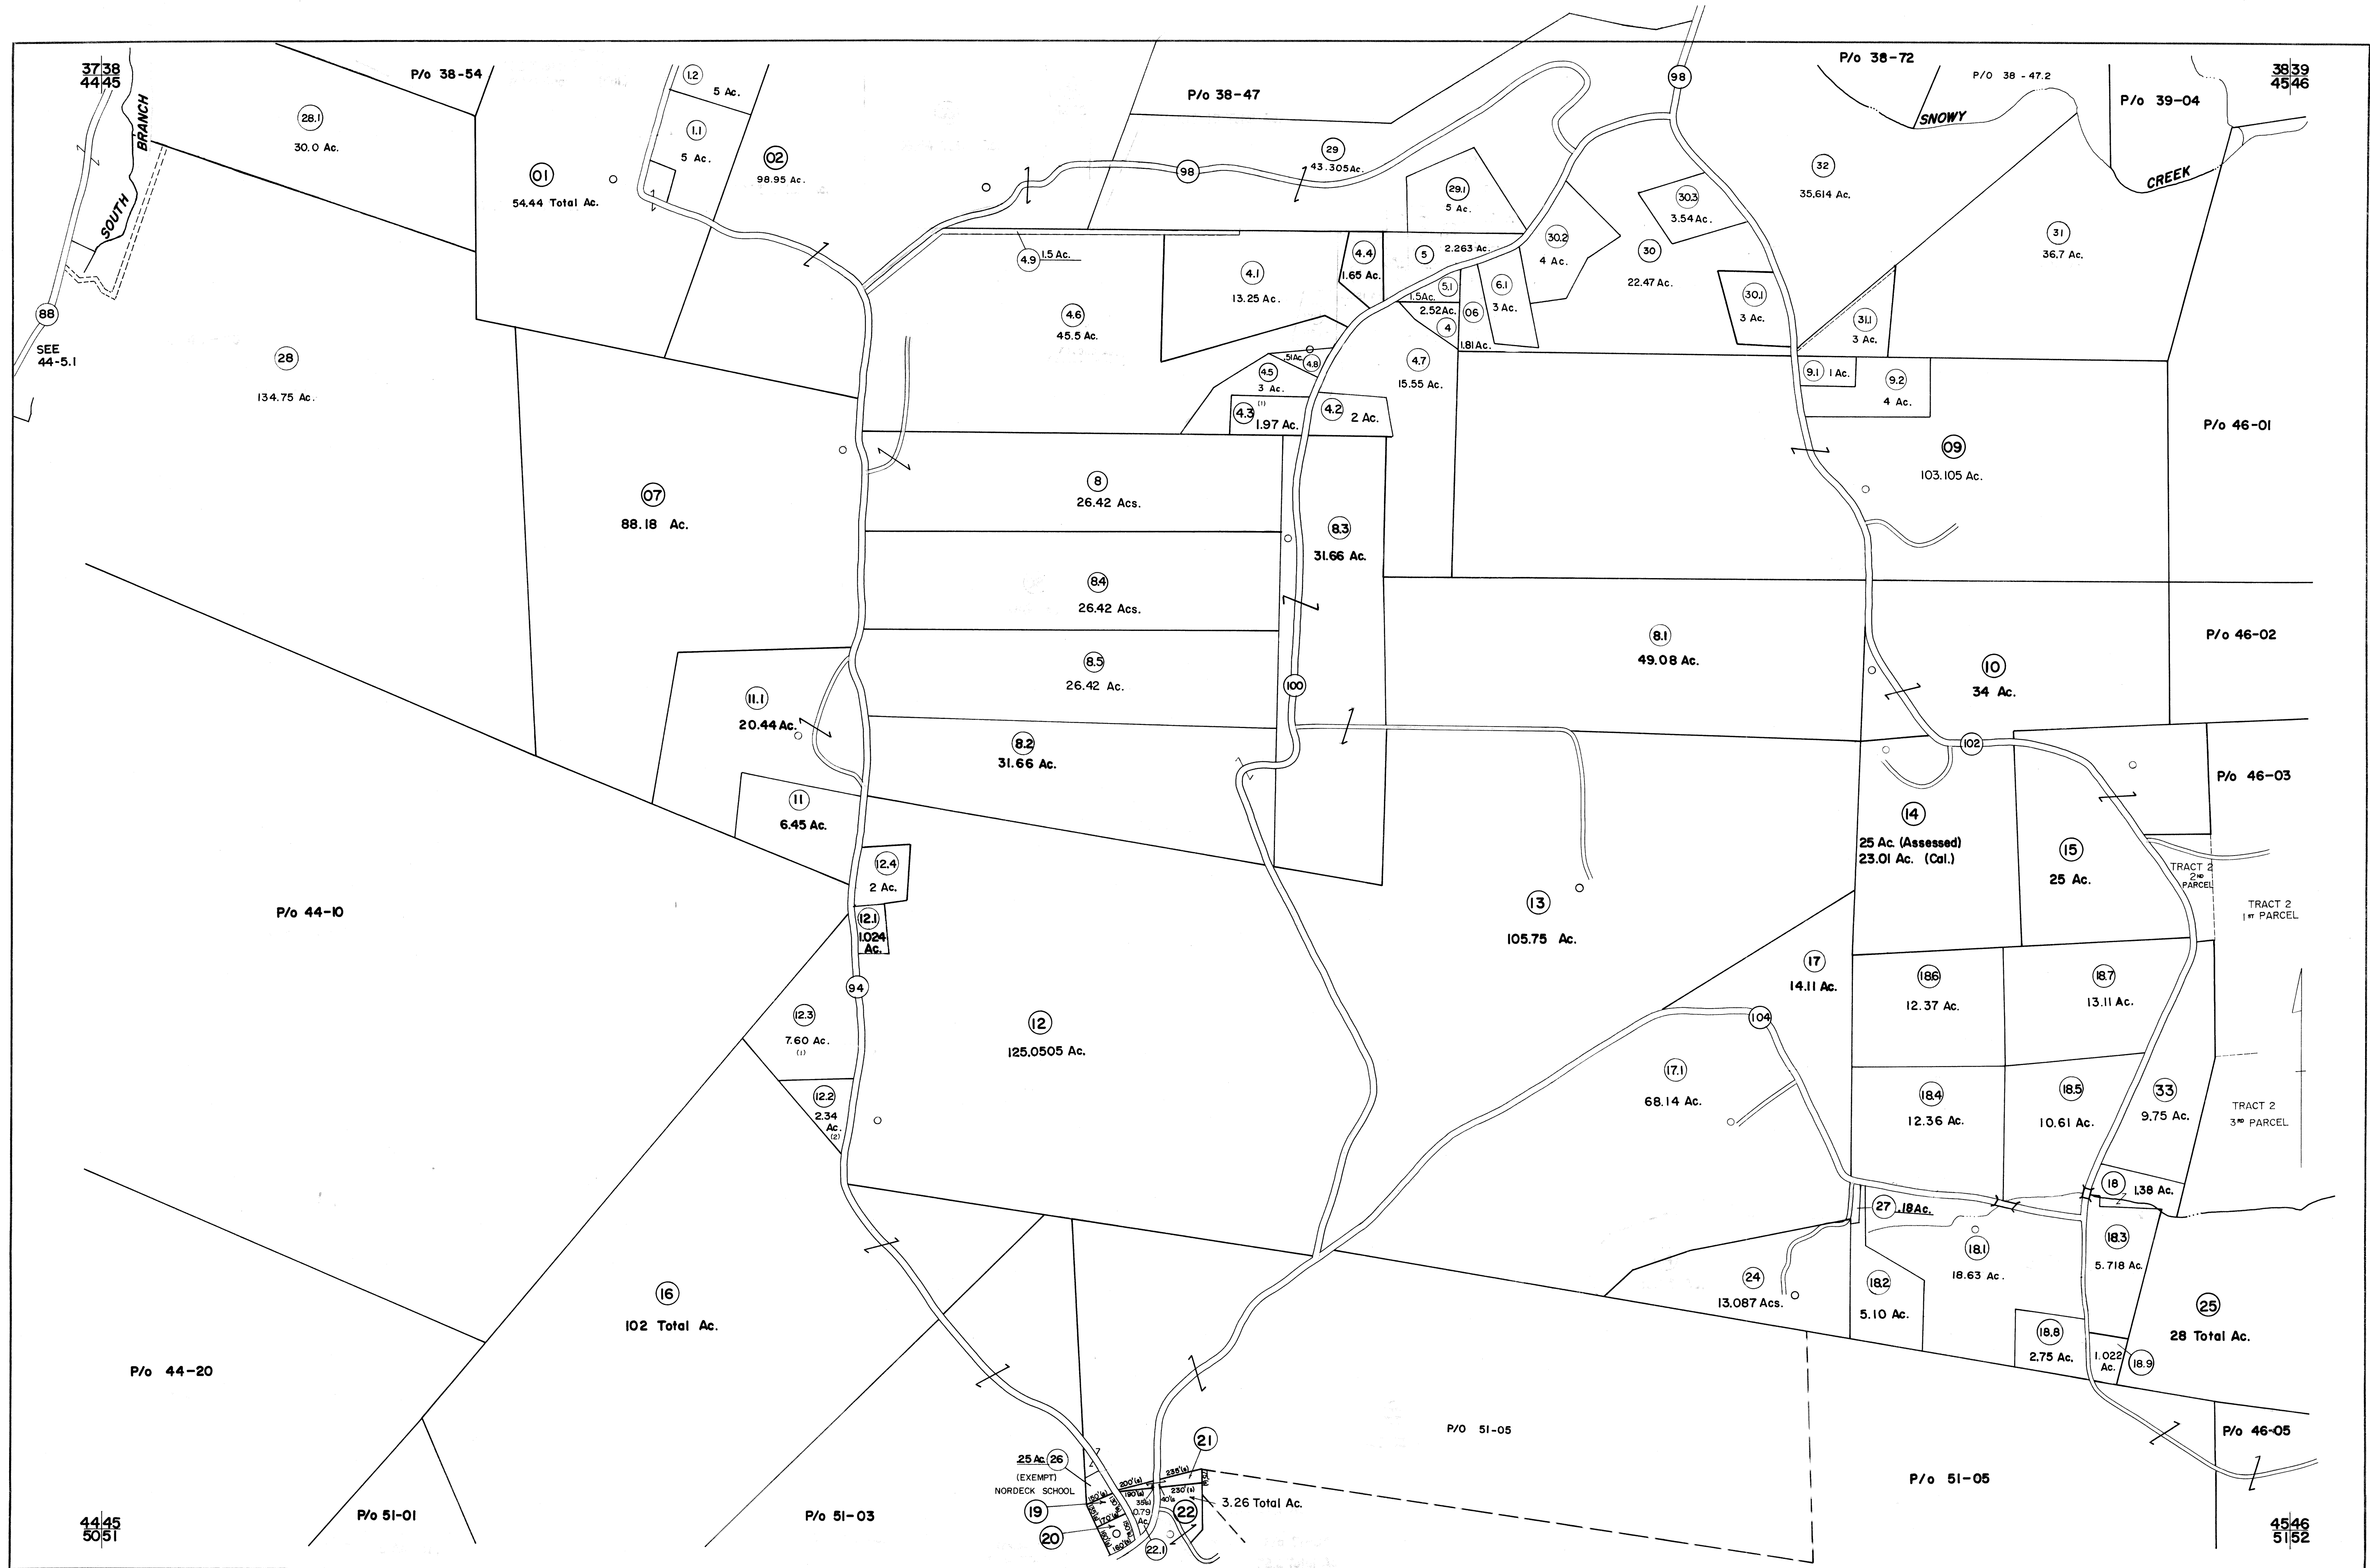 37 38
44 45
P/o 38-54
P/o 38-47
98
P/o 38-72
P/O 38 - 47.2
P/o 39-04
38 39
45 46
SOUTH BRANCH
SNOWY CREEK
28.1
30.0 Ac.
01
54.44 Total Ac.
1.2
5 Ac.
1.1
5 Ac.
02
98.95 Ac.
98
29
43.305 Ac.
29.1
5 Ac.
30.3
3.54 Ac.
32
35.614 Ac.
31
36.7 Ac.
88
SEE
44-5.1
28
134.75 Ac.
4.9
1.5 Ac.
4.6
45.5 Ac.
4.1
13.25 Ac.
4.4
1.65 Ac.
5
2.263 Ac.
5.1
1.5 Ac.
2.52 Ac.
4
06
1.81 Ac.
6.1
3 Ac.
30.2
4 Ac.
30
22.47 Ac.
30.1
3 Ac.
31.1
3 Ac.
.51 Ac.
4.8
4.5
3 Ac.
4.3
(1)
1.97 Ac.
4.2
2 Ac.
4.7
15.55 Ac.
9.1
1 Ac.
9.2
4 Ac.
09
103.105 Ac.
P/o 46-01
07
88.18 Ac.
8
26.42 Acs.
8.3
31.66 Ac.
8.4
26.42 Acs.
8.5
26.42 Ac.
100
8.1
49.08 Ac.
10
34 Ac.
P/o 46-02
11.1
20.44 Ac.
8.2
31.66 Ac.
102
P/o 46-03
11
6.45 Ac.
14
25 Ac. (Assessed)
23.01 Ac. (Cal.)
15
25 Ac.
TRACT 2
2ND
PARCEL
TRACT 2
1ST PARCEL
12.4
2 Ac.
12.1
1.024
Ac.
P/o 44-10
13
105.75 Ac.
94
12.3
7.60 Ac.
(1)
12
125.0505 Ac.
17
14.11 Ac.
104
18.6
12.37 Ac.
18.7
13.11 Ac.
12.2
2.34
Ac.
(2)
17.1
68.14 Ac.
18.4
12.36 Ac.
18.5
10.61 Ac.
33
9.75 Ac.
TRACT 2
3RD PARCEL
18
1.38 Ac.
27
.18 Ac.
18.1
18.63 Ac.
18.3
5.718 Ac.
24
13.087 Acs.
18.2
5.10 Ac.
16
102 Total Ac.
25
28 Total Ac.
18.8
2.75 Ac.
1.022
Ac.
18.9
P/o 44-20
P/O 51-05
P/o 46-05
P/o 51-05
.25 Ac.
26
(EXEMPT)
NORDECK SCHOOL
21
200'(s)
235'(s)
190'(s)
230'(s)
150'(s)
35(s)
40's
0.79
Ac.
22
3.26 Total Ac.
19
170'(s)
20
22.1
P/o 51-01
P/o 51-03
44 45
50 51
45 46
51 52